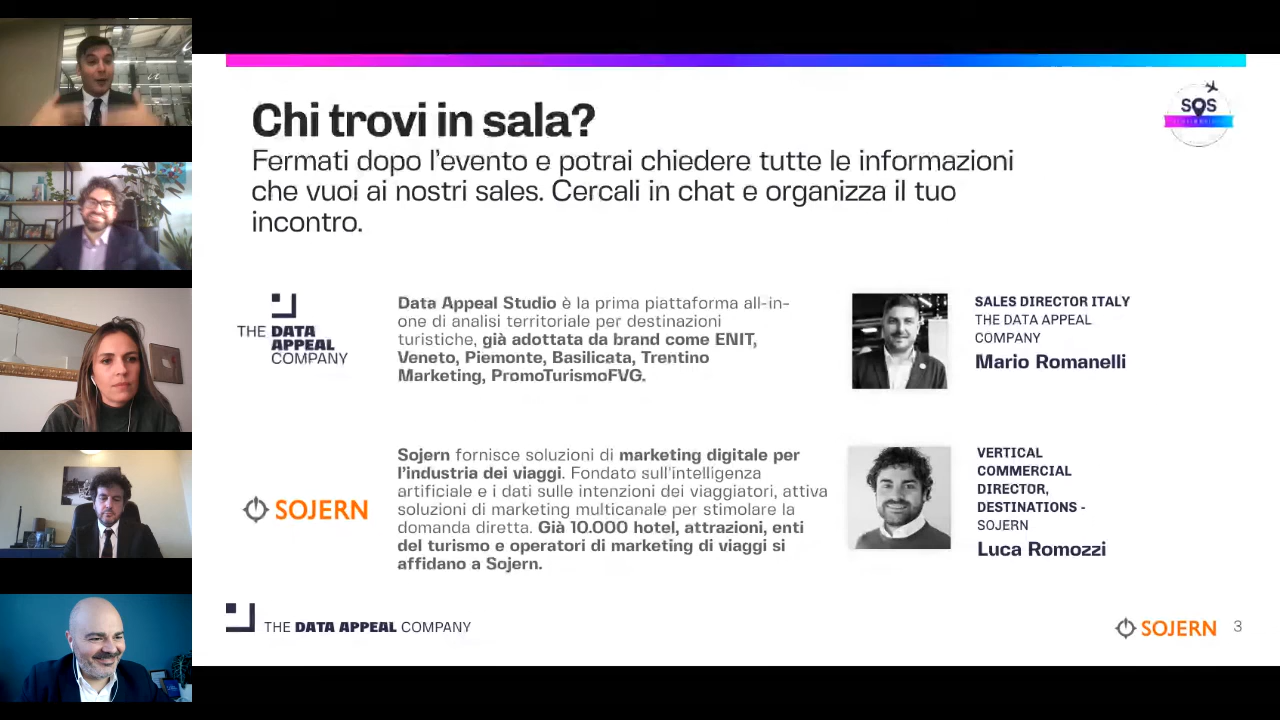 Chi trovi in sala?
Fermati dopo l'evento e potrai chiedere tutte le informazioni
che vuoi ai nostri sales. Cercali in chat e organizza il tuo
incontro.
SOS
THE DATA
APPEAL
COMPANY
Data Appeal Studio è la prima piattaforma all-in-
one di analisi territoriale per destinazioni
turistiche, già adottata da brand come ENIT,
Veneto, Piemonte, Basilicata, Trentino
Marketing, PromoTurismoFVG.
SALES DIRECTOR ITALY
THE DATA APPEAL
COMPANY
Mario Romanelli
SOJERN
Sojern fornisce soluzioni di marketing digitale per
l'industria dei viaggi. Fondato sull'intelligenza
artificiale e i dati sulle intenzioni dei viaggiatori, attiva
soluzioni di marketing multicanale per stimolare la
domanda diretta. Già 10.000 hotel, attrazioni, enti
del turismo e operatori di marketing di viaggi si
affidano a Sojern.
VERTICAL
COMMERCIAL
DIRECTOR,
DESTINATIONS -
SOJERN
Luca Romozzi
THE DATA APPEAL COMPANY
SOJERN 3